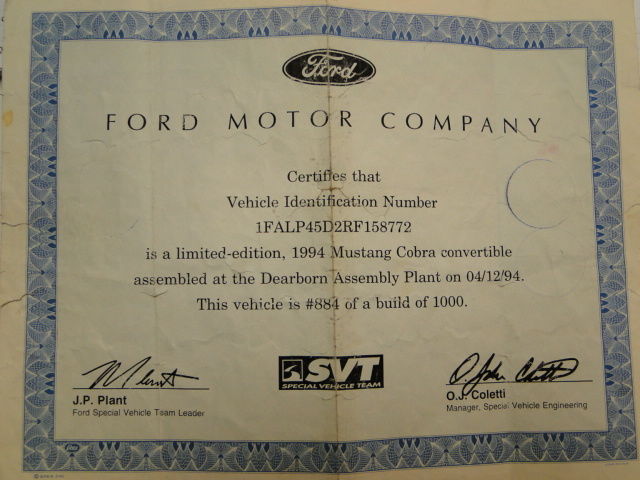 Ford
FORD MOTOR COMPANY
Certifies that
Vehicle Identification Number
1FALP45D2RF158772
is a limited-edition, 1994 Mustang Cobra convertible
assembled at the Dearborn Assembly Plant on 04/12/94.
This vehicle is #884 of a build of 1000.
SVT
SPECIAL VEHICLE TEAM
J.P. Plant
Ford Special Vehicle Team Leader
O.J. Coletti
Manager, Special Vehicle Engineering